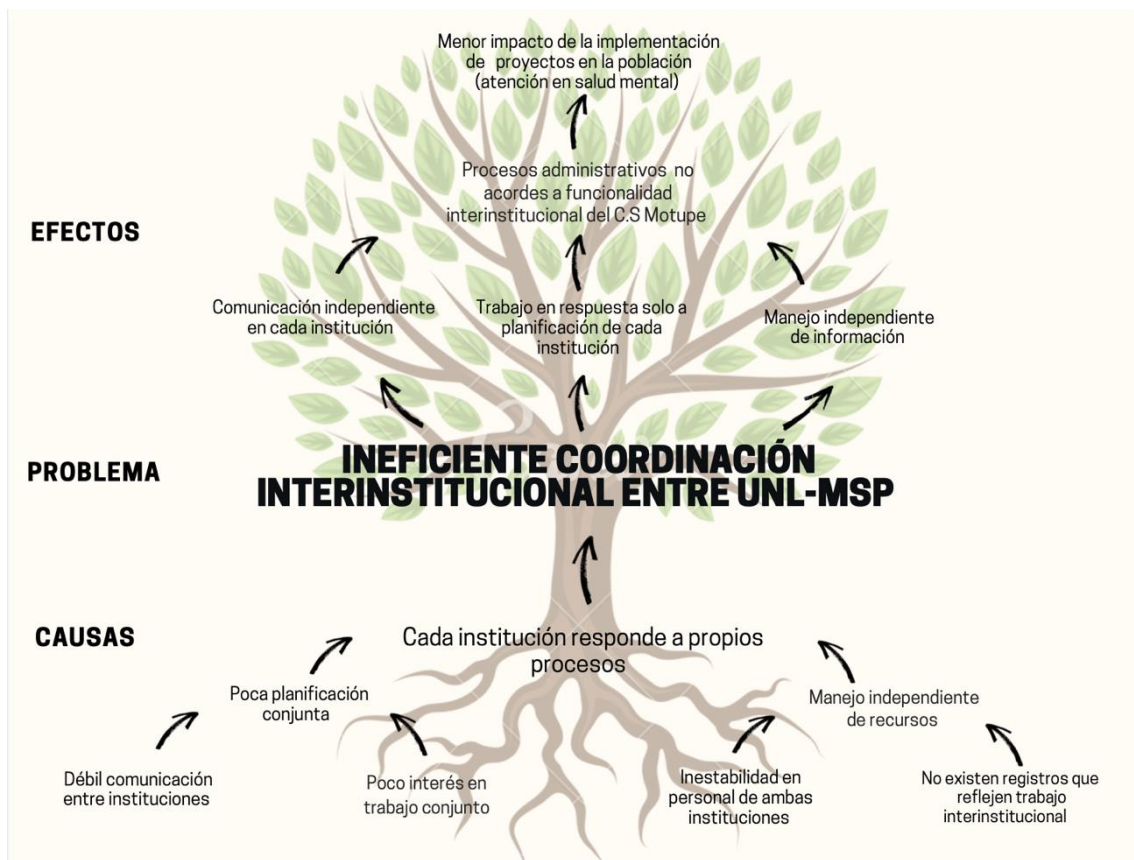 Menor impacto de la implementación
de proyectos en la población
(atención en salud mental)
Procesos administrativos no
acordes a funcionalidad
interinstitucional del C.S Motupe
EFECTOS
Comunicación independiente
en cada institución
Trabajo en respuesta solo a
planificación de cada
institución
Manejo independiente
de información
PROBLEMA
INEFICIENTE COORDINACIÓN
INTERINSTITUCIONAL ENTRE UNL-MSP
CAUSAS
Cada institución responde a propios
procesos
Poca planificación
conjunta
Manejo independiente
de recursos
Débil comunicación
entre instituciones
Poco interés en
trabajo conjunto
Inestabilidad en
personal de ambas
instituciones
No existen registros que
reflejen trabajo
interinstitucional